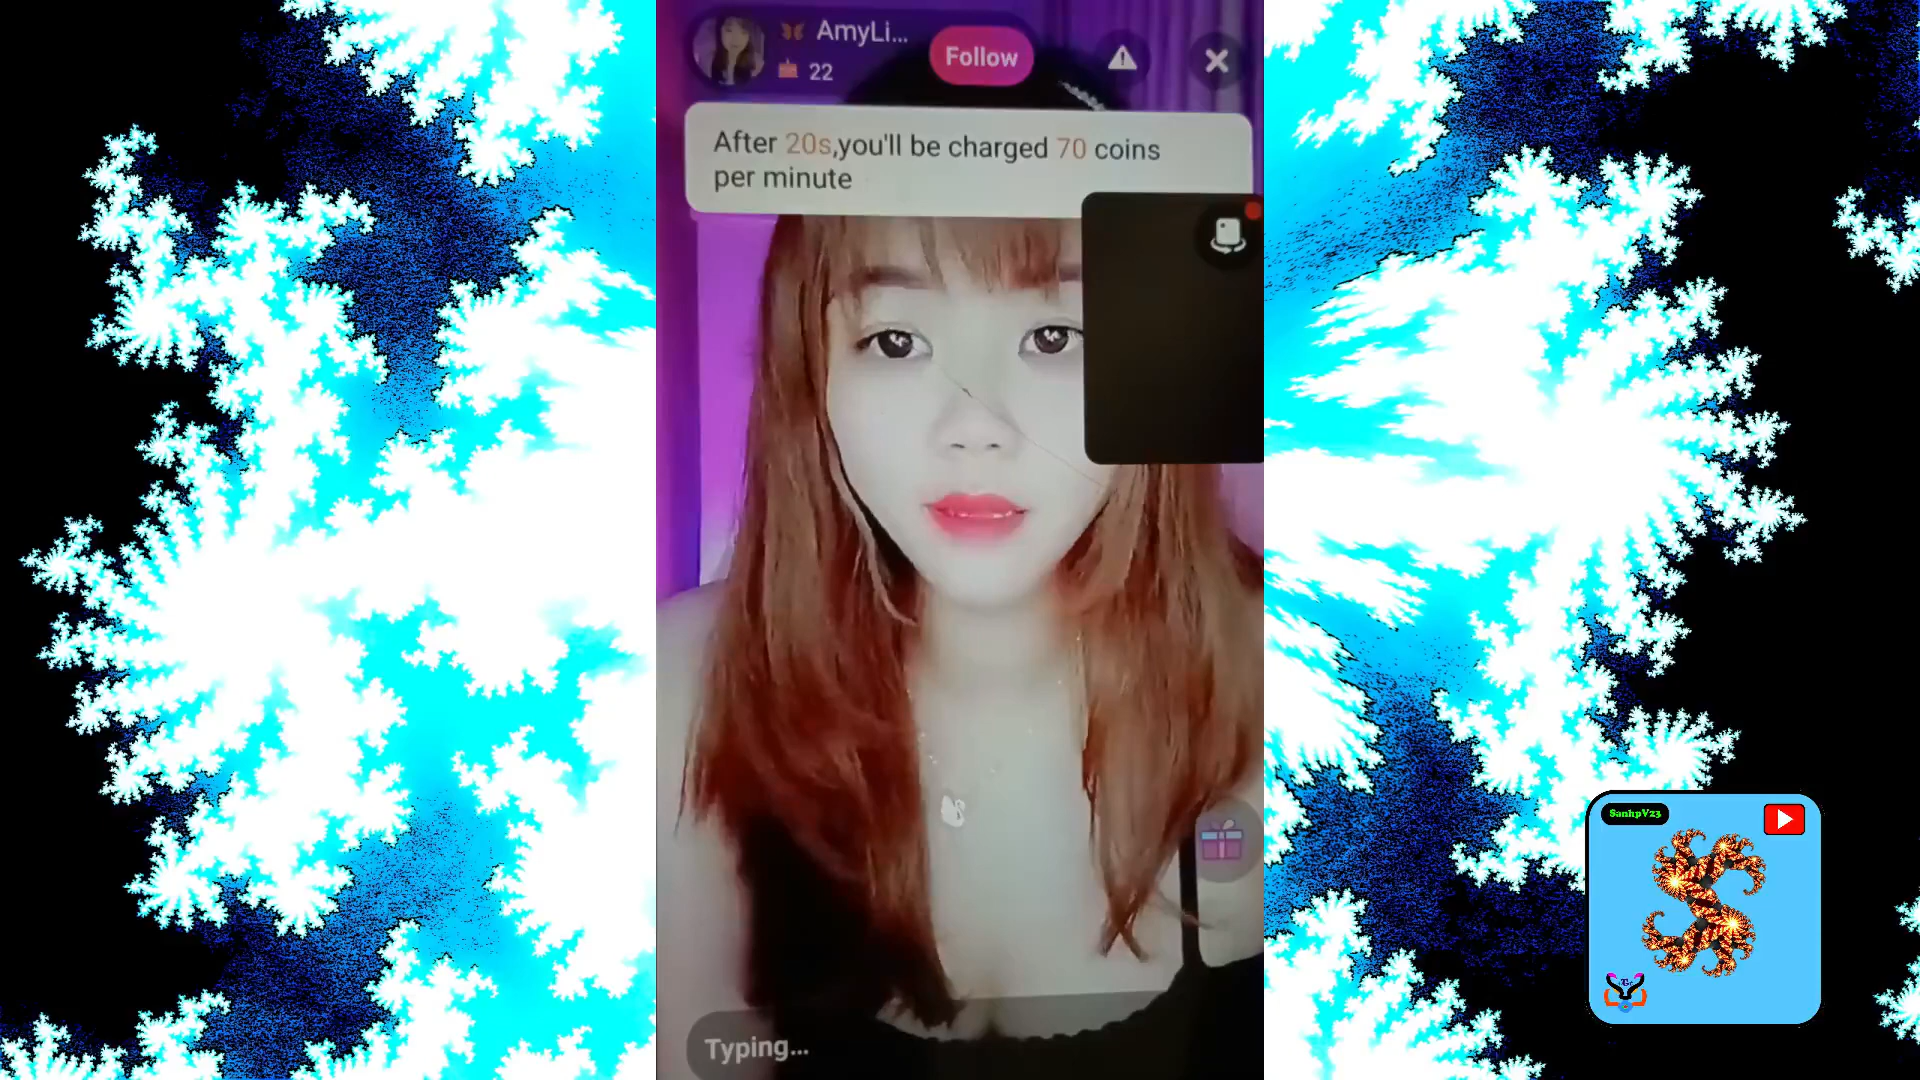 AmyLi...
22
Follow
After 20s,you'll be charged 70 coins
per minute
Typing...
SanhpV23